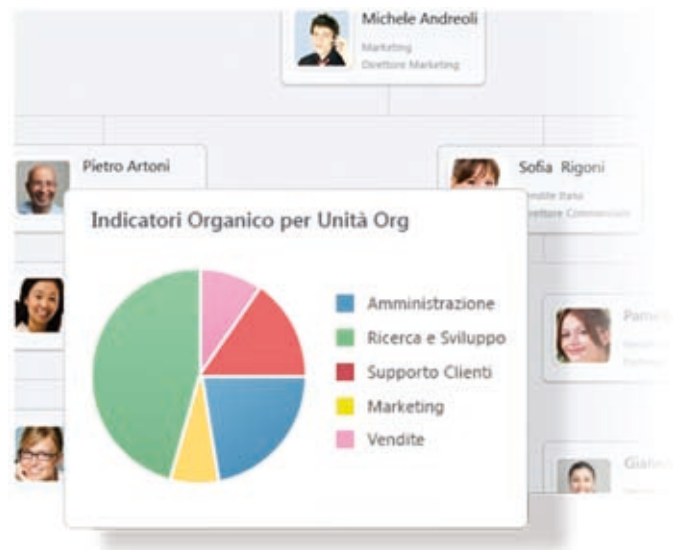 Michele Andreoli
Marketing
Direttore Marketing
Pietro Artoni
Sofia Rigoni
Vendite Italia
Direttore Commerciale
Indicatori Organico per Unità Org
Amministrazione
Ricerca e Sviluppo
Supporto Clienti
Marketing
Vendite